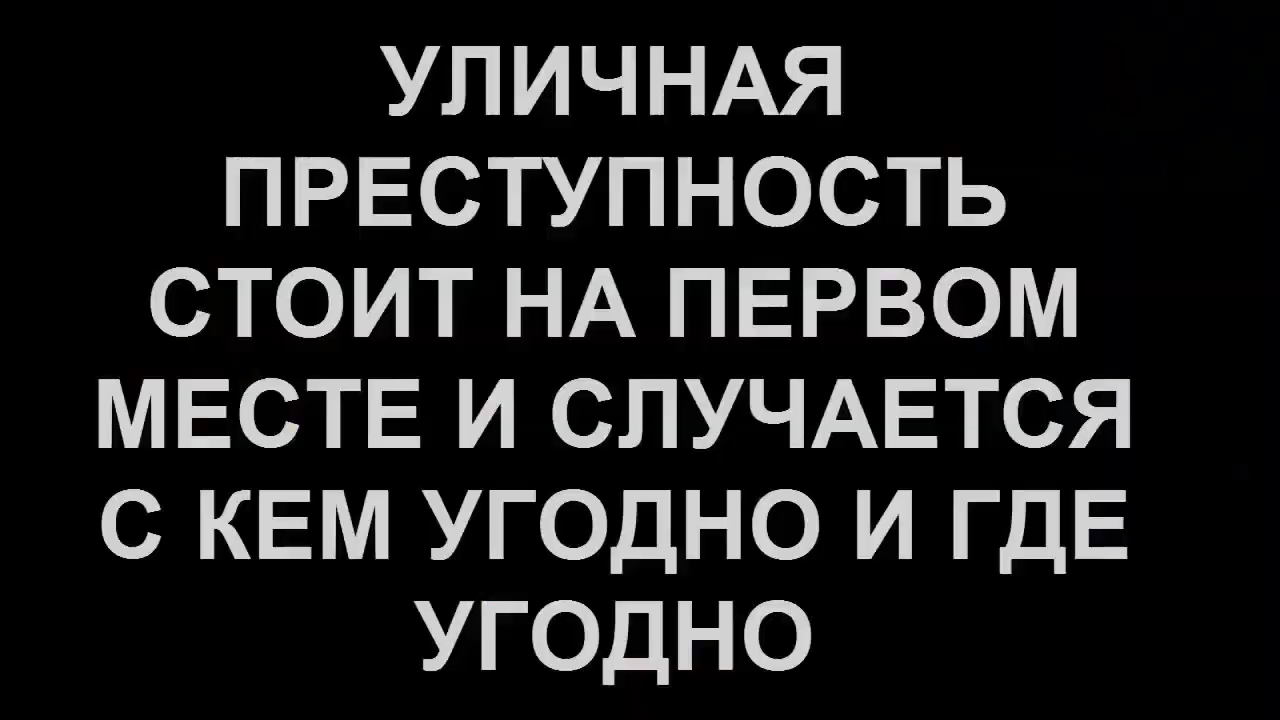 УЛИЧНАЯ
ПРЕСТУПНОСТЬ
СТОИТ НА ПЕРВОМ
МЕСТЕ И СЛУЧАЕТСЯ
С КЕМ УГОДНО И ГДЕ
УГОДНО